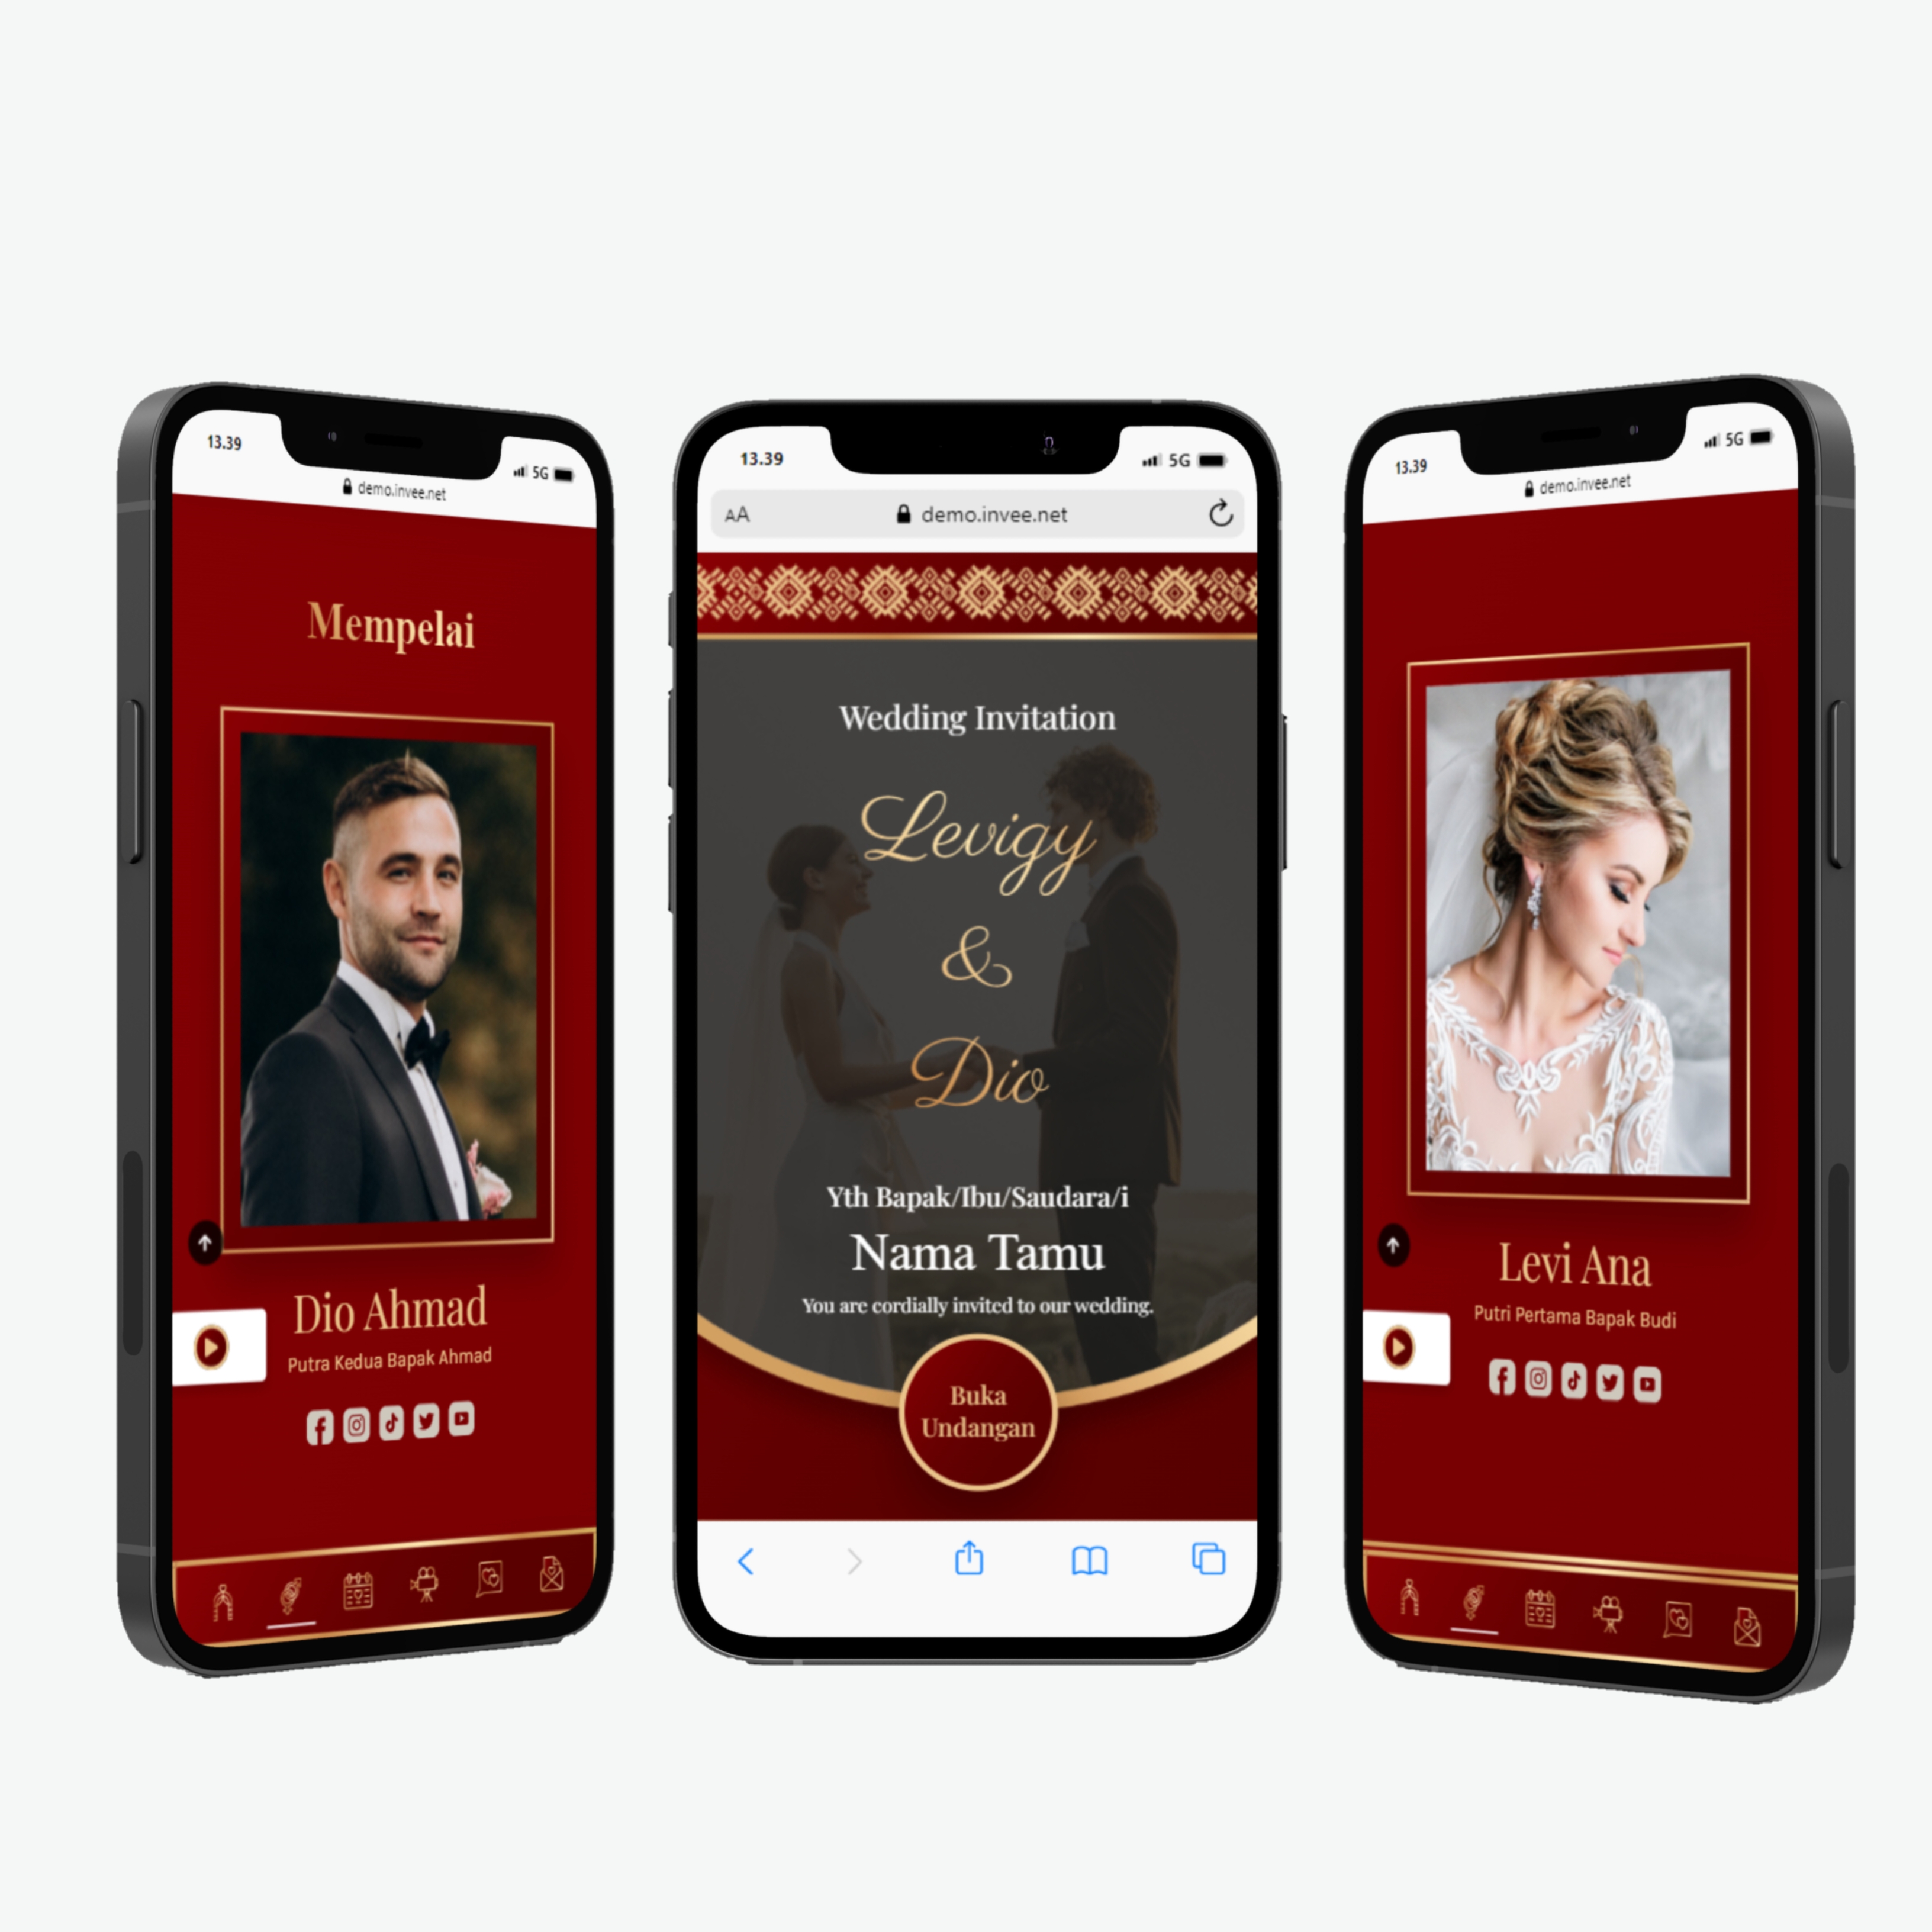 13.39
5G
demo.invee.net
Mempelai
Dio Ahmad
Putra Kedua Bapak Ahmad
13.39
5G
AA
demo.invee.net
Wedding Invitation
Levigy
&
Dio
Yth Bapak/Ibu/Saudara/i
Nama Tamu
You are cordially invited to our wedding.
Buka
Undangan
13.39
5G
demo.invee.net
Levi Ana
Putri Pertama Bapak Budi